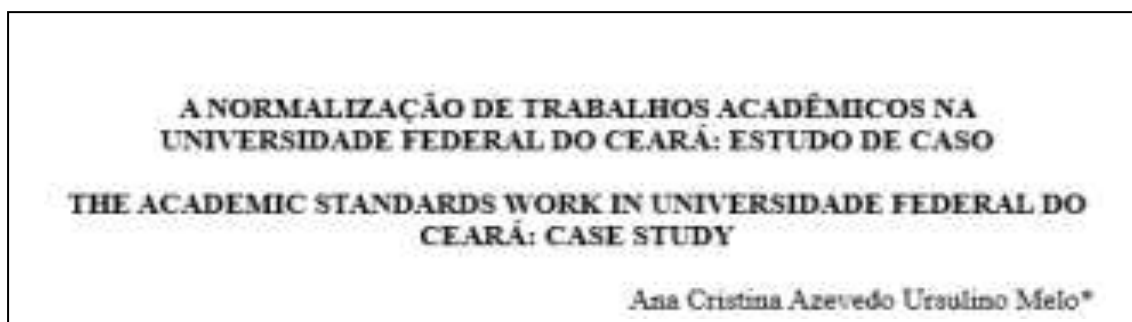 A NORMALIZAÇÃO DE TRABALHOS ACADÊMICOS NA
UNIVERSIDADE FEDERAL DO CEARÁ: ESTUDO DE CASO
THE ACADEMIC STANDARDS WORK IN UNIVERSIDADE FEDERAL DO
CEARÁ: CASE STUDY
Ana Cristina Azevedo Ursulino Melo*